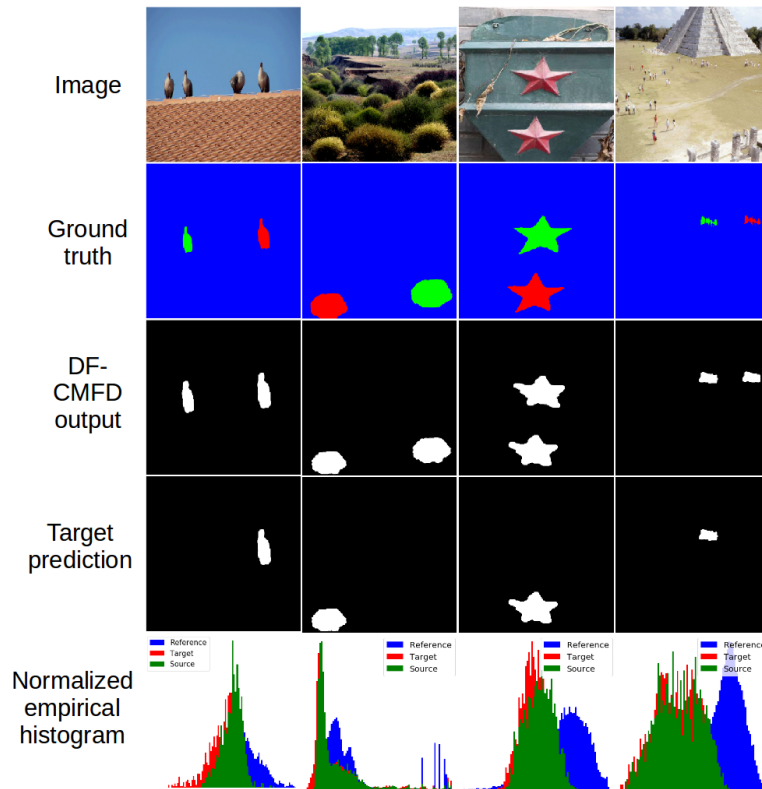 Image
Ground
truth
DF-
CMFD
output
Target
prediction
Normalized
empirical
histogram
Reference
Target
Source
Reference
Target
Source
Reference
Target
Source
Reference
Target
Source